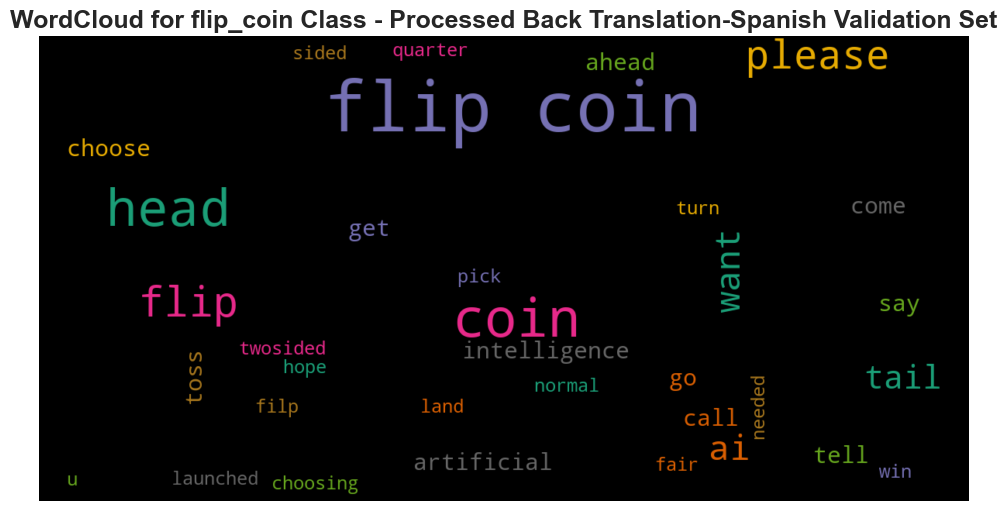 WordCloud for flip_coin Class - Processed Back Translation-Spanish Validation Set
sided quarter ahead please
flip coin
choose
head get turn come
want
pick
flip coin say
twosided intelligence
hope
toss normal go tail
filp land call needed
ai
artificial fair tell win
u launched choosing